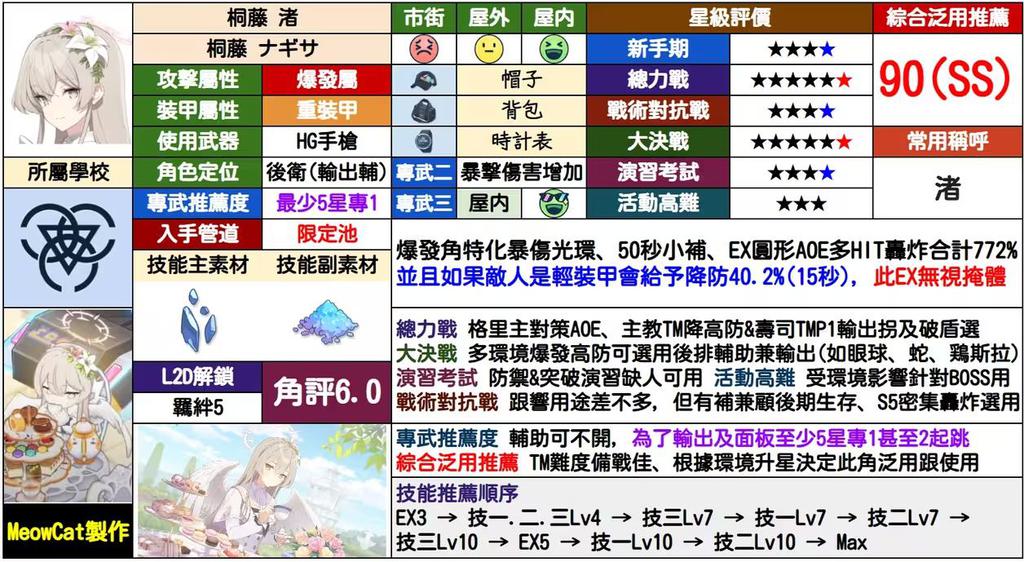 桐藤 渚
市街
屋外
屋内
星級評價
綜合泛用推薦
桐藤 ナギサ
新手期
★★★★
90(SS)
攻擊屬性
爆發屬
帽子
總力戰
★★★★★★
裝甲屬性
重裝甲
背包
戰術對抗戰
★★★★
使用武器
HG手槍
時計表
大決戰
★★★★★★
常用稱呼
所屬學校
角色定位
後衛(輸出輔)
專武二
暴擊傷害增加
演習考試
★★★★
渚
專武推薦度
最少5星專1
專武三
屋内
活動高難
★★★
入手管道
限定池
爆發角特化暴傷光環、50秒小補、EX圓形AOE多HIT轟炸合計772%
並且如果敵人是輕裝甲會給予降防40.2%(15秒), 此EX無視掩體
技能主素材
技能副素材
總力戰 格里主對策AOE、主教TM降高防&壽司TMP1輸出拐及破盾選
大決戰 多環境爆發高防可選用後排輔助兼輸出(如眼球、蛇、鷄斯拉)
演習考試 防禦&突破演習缺人可用 活動高難 受環境影響針對BOSS用
戰術對抗戰 跟響用途差不多, 但有補兼顧後期生存、S5密集轟炸選用
L2D解鎖
羈絆5
角評6.0
專武推薦度 輔助可不開, 為了輸出及面板至少5星專1甚至2起跳
綜合泛用推薦 TM難度備戰佳、根據環境升星決定此角泛用跟使用
技能推薦順序
EX3 → 技一.二.三Lv4 → 技三Lv7 → 技一Lv7 → 技二Lv7 →
技三Lv10 → EX5 → 技一Lv10 → 技二Lv10 → Max
MeowCat製作